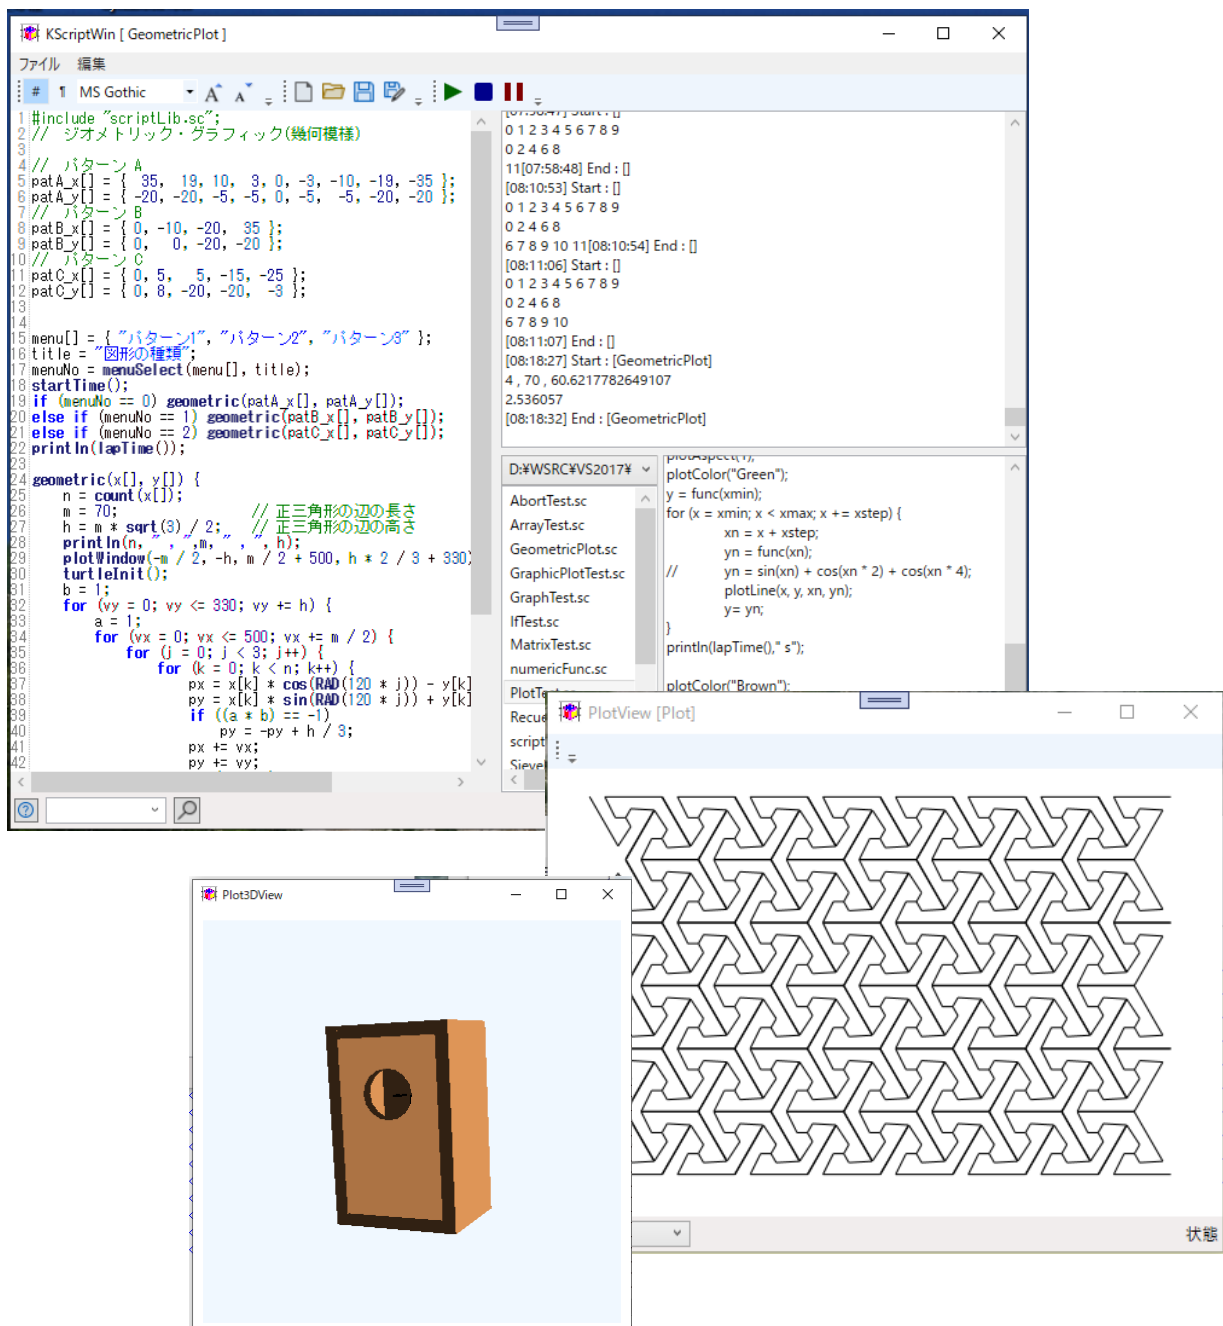 KScriptWin [ GeometricPlot ]
ファイル 編集
# ¶ MS Gothic A A
1 #include "scriptLib.sc";
2 // ジオメトリック・グラフィック(幾何模様)
3
4 // パターン A
5 patA_x[] = { 35, 19, 10, 3, 0, -3, -10, -19, -35 };
6 patA_y[] = { -20, -20, -5, -5, 0, -5, -5, -20, -20 };
7 // パターン B
8 patB_x[] = { 0, -10, -20, 35 };
9 patB_y[] = { 0, 0, -20, -20 };
10 // パターン C
11 patC_x[] = { 0, 5, 5, -15, -25 };
12 patC_y[] = { 0, 8, -20, -20, -3 };
13
14
15 menu[] = { "パターン1", "パターン2", "パターン3" };
16 title = "図形の種類";
17 menuNo = menuSelect(menu[], title);
18 startTime();
19 if (menuNo == 0) geometric(patA_x[], patA_y[]);
20 else if (menuNo == 1) geometric(patB_x[], patB_y[]);
21 else if (menuNo == 2) geometric(patC_x[], patC_y[]);
22 println(lapTime());
23
24 geometric(x[], y[]) {
25 n = count(x[]);
26 m = 70; // 正三角形の辺の長さ
27 h = m * sqrt(3) / 2; // 正三角形の辺の高さ
28 println(n, " , ",m, " , ", h);
29 plotWindow(-m / 2, -h, m / 2 + 500, h * 2 / 3 + 330)
30 turtleInit();
31 b = 1;
32 for (vy = 0; vy <= 330; vy += h) {
33 a = 1;
34 for (vx = 0; vx <= 500; vx += m / 2) {
35 for (j = 0; j < 3; j++) {
36 for (k = 0; k < n; k++) {
37 px = x[k] * cos(RAD(120 * j)) - y[k]
38 py = x[k] * sin(RAD(120 * j)) + y[k]
39 if ((a * b) == -1)
40 py = -py + h / 3;
41 px += vx;
42 py += vy;
[07:58:47] Start : []
0 1 2 3 4 5 6 7 8 9
0 2 4 6 8
11[07:58:48] End : []
[08:10:53] Start : []
0 1 2 3 4 5 6 7 8 9
0 2 4 6 8
6 7 8 9 10 11[08:10:54] End : []
[08:11:06] Start : []
0 1 2 3 4 5 6 7 8 9
0 2 4 6 8
6 7 8 9 10
[08:11:07] End : []
[08:18:27] Start : [GeometricPlot]
4 , 70 , 60.6217782649107
2.536057
[08:18:32] End : [GeometricPlot]
D:¥WSRC¥VS2017¥
AbortTest.sc
ArrayTest.sc
GeometricPlot.sc
GraphicPlotTest.sc
GraphTest.sc
IfTest.sc
MatrixTest.sc
numericFunc.sc
PlotTest.sc
Recue
script
Sieve
plotAspect(1);
plotColor("Green");
y = func(xmin);
for (x = xmin; x < xmax; x += xstep) {
xn = x + xstep;
yn = func(xn);
// yn = sin(xn) + cos(xn * 2) + cos(xn * 4);
plotLine(x, y, xn, yn);
y= yn;
}
println(lapTime()," s");
plotColor("Brown");
PlotView [Plot]
状態
Plot3DView